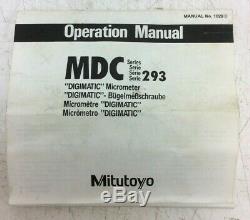 MANUAL No. 1029
Operation Manual
MDC Series
Serie
Série
Serie 293
"DIGIMATIC" Micrometer
"DIGIMATIC"-Bügelmeßschraube
Micromètre "DIGIMATIC"
Micrómetro "DIGIMATIC"
Mitutoyo